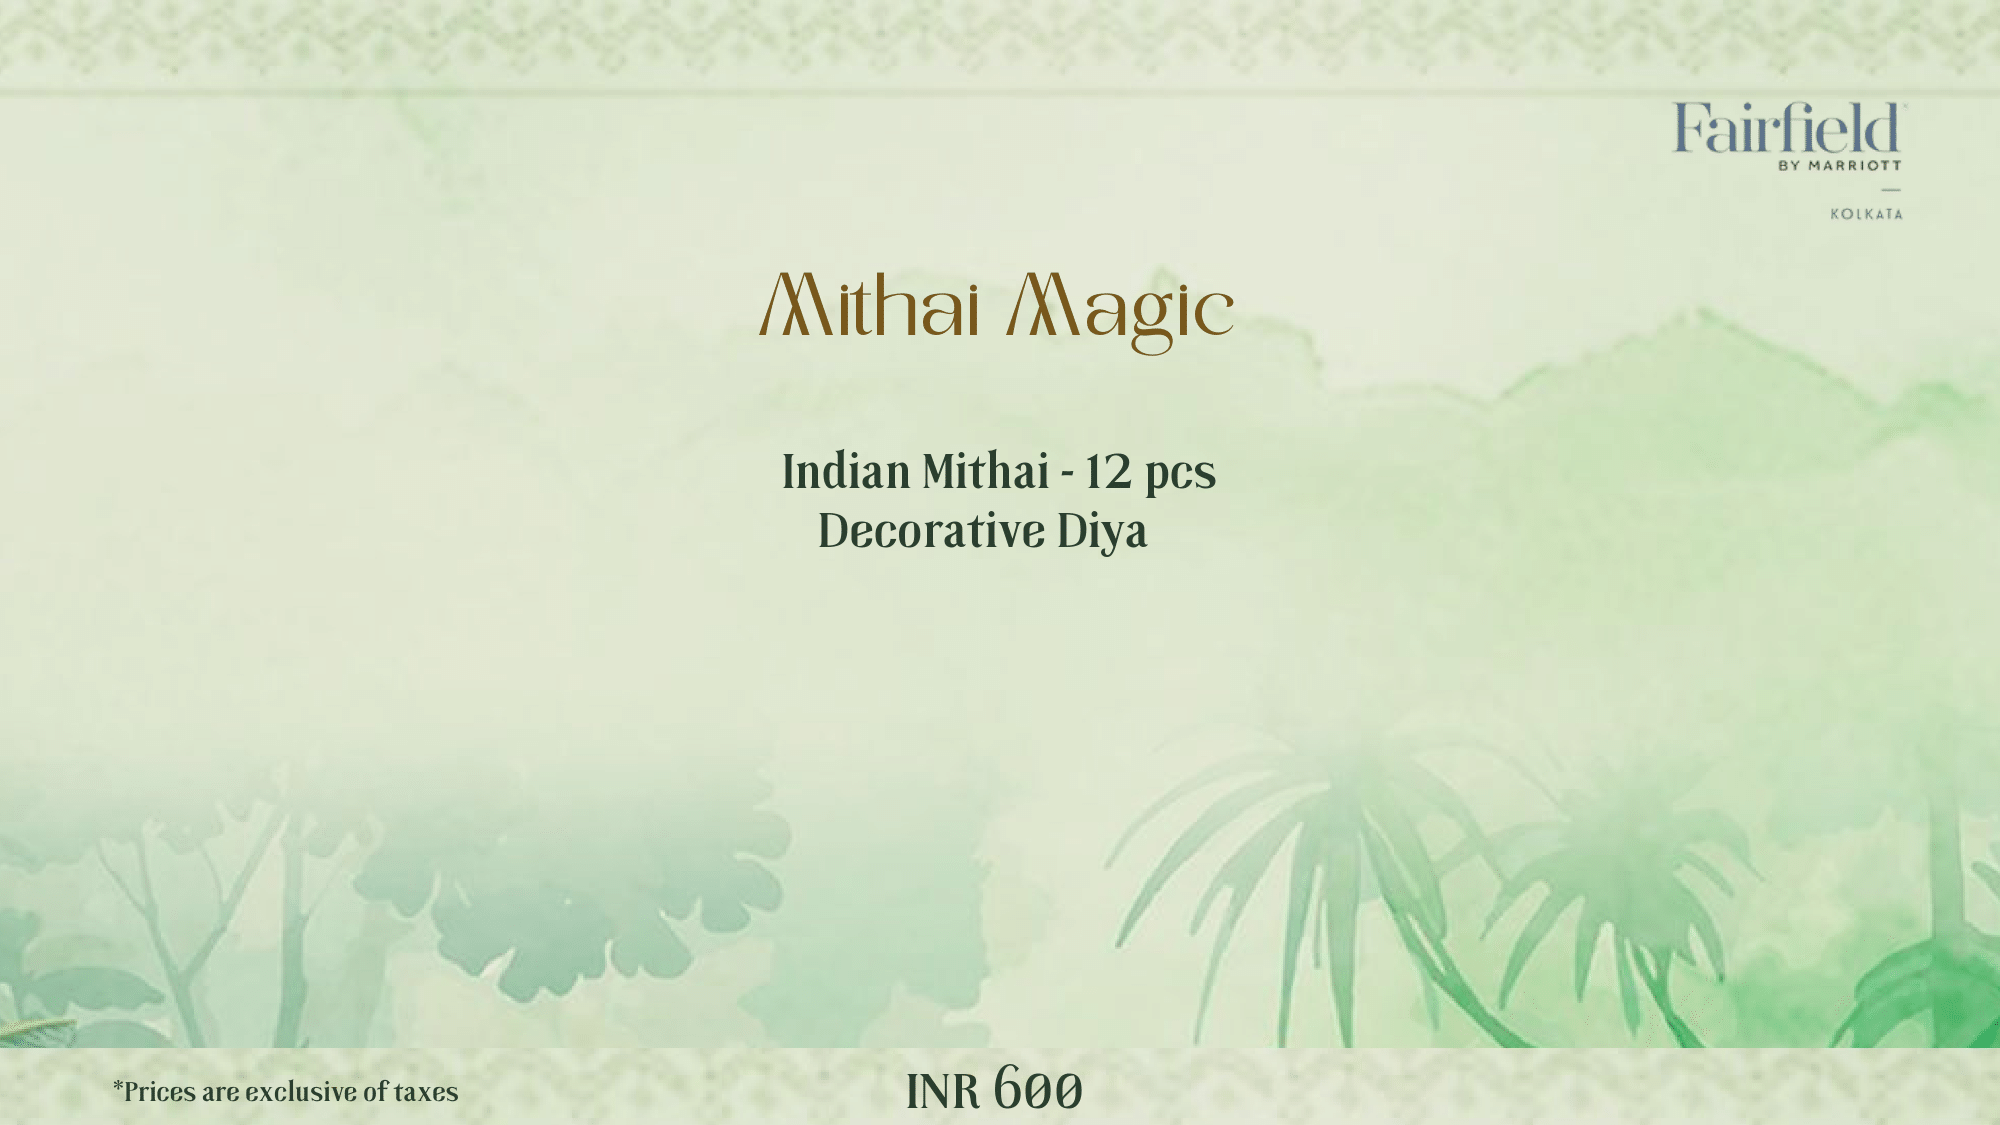 Fairfield
BY MARRIOTT
KOLKATA
Mithai Magic
Indian Mithai - 12 pcs
Decorative Diya
*Prices are exclusive of taxes
INR 600